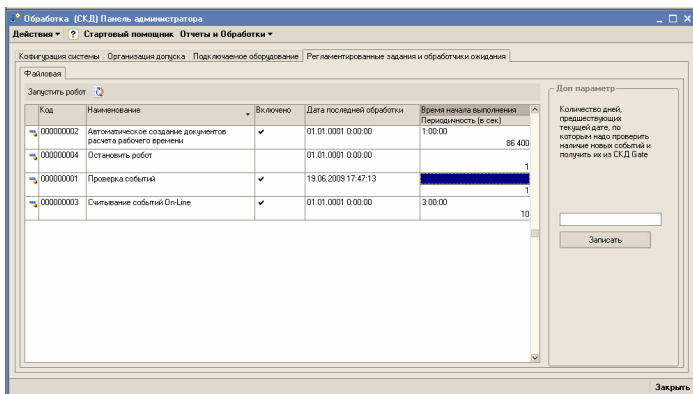 Обработка (СКД) Панель администратора
Действия ? Стартовый помощник Отчеты и Обработки
Кофигурация системы Организация допуска Подключаемое оборудование Регламентированные задания и обработчики ожидания
Файловая
Запустить робот
Код Наименование Включено Дата последней обработки Время начала выполнения
Периодичность (в сек)
000000002 Автоматическое создание документов расчета рабочего времени 01.01.0001 0:00:00 1:00:00
86 400
000000004 Остановить робот 01.01.0001 0:00:00
1
000000001 Проверка событий 19.06.2009 17:47:13
1
000000003 Считывание событий On-Line 01.01.0001 0:00:00 3:00:00
10
Доп параметр
Количество дней,
предшествующих
текущей дате, по
которым надо проверить
наличие новых событий и
получить их из СКД Gate
Записать
Закрыть